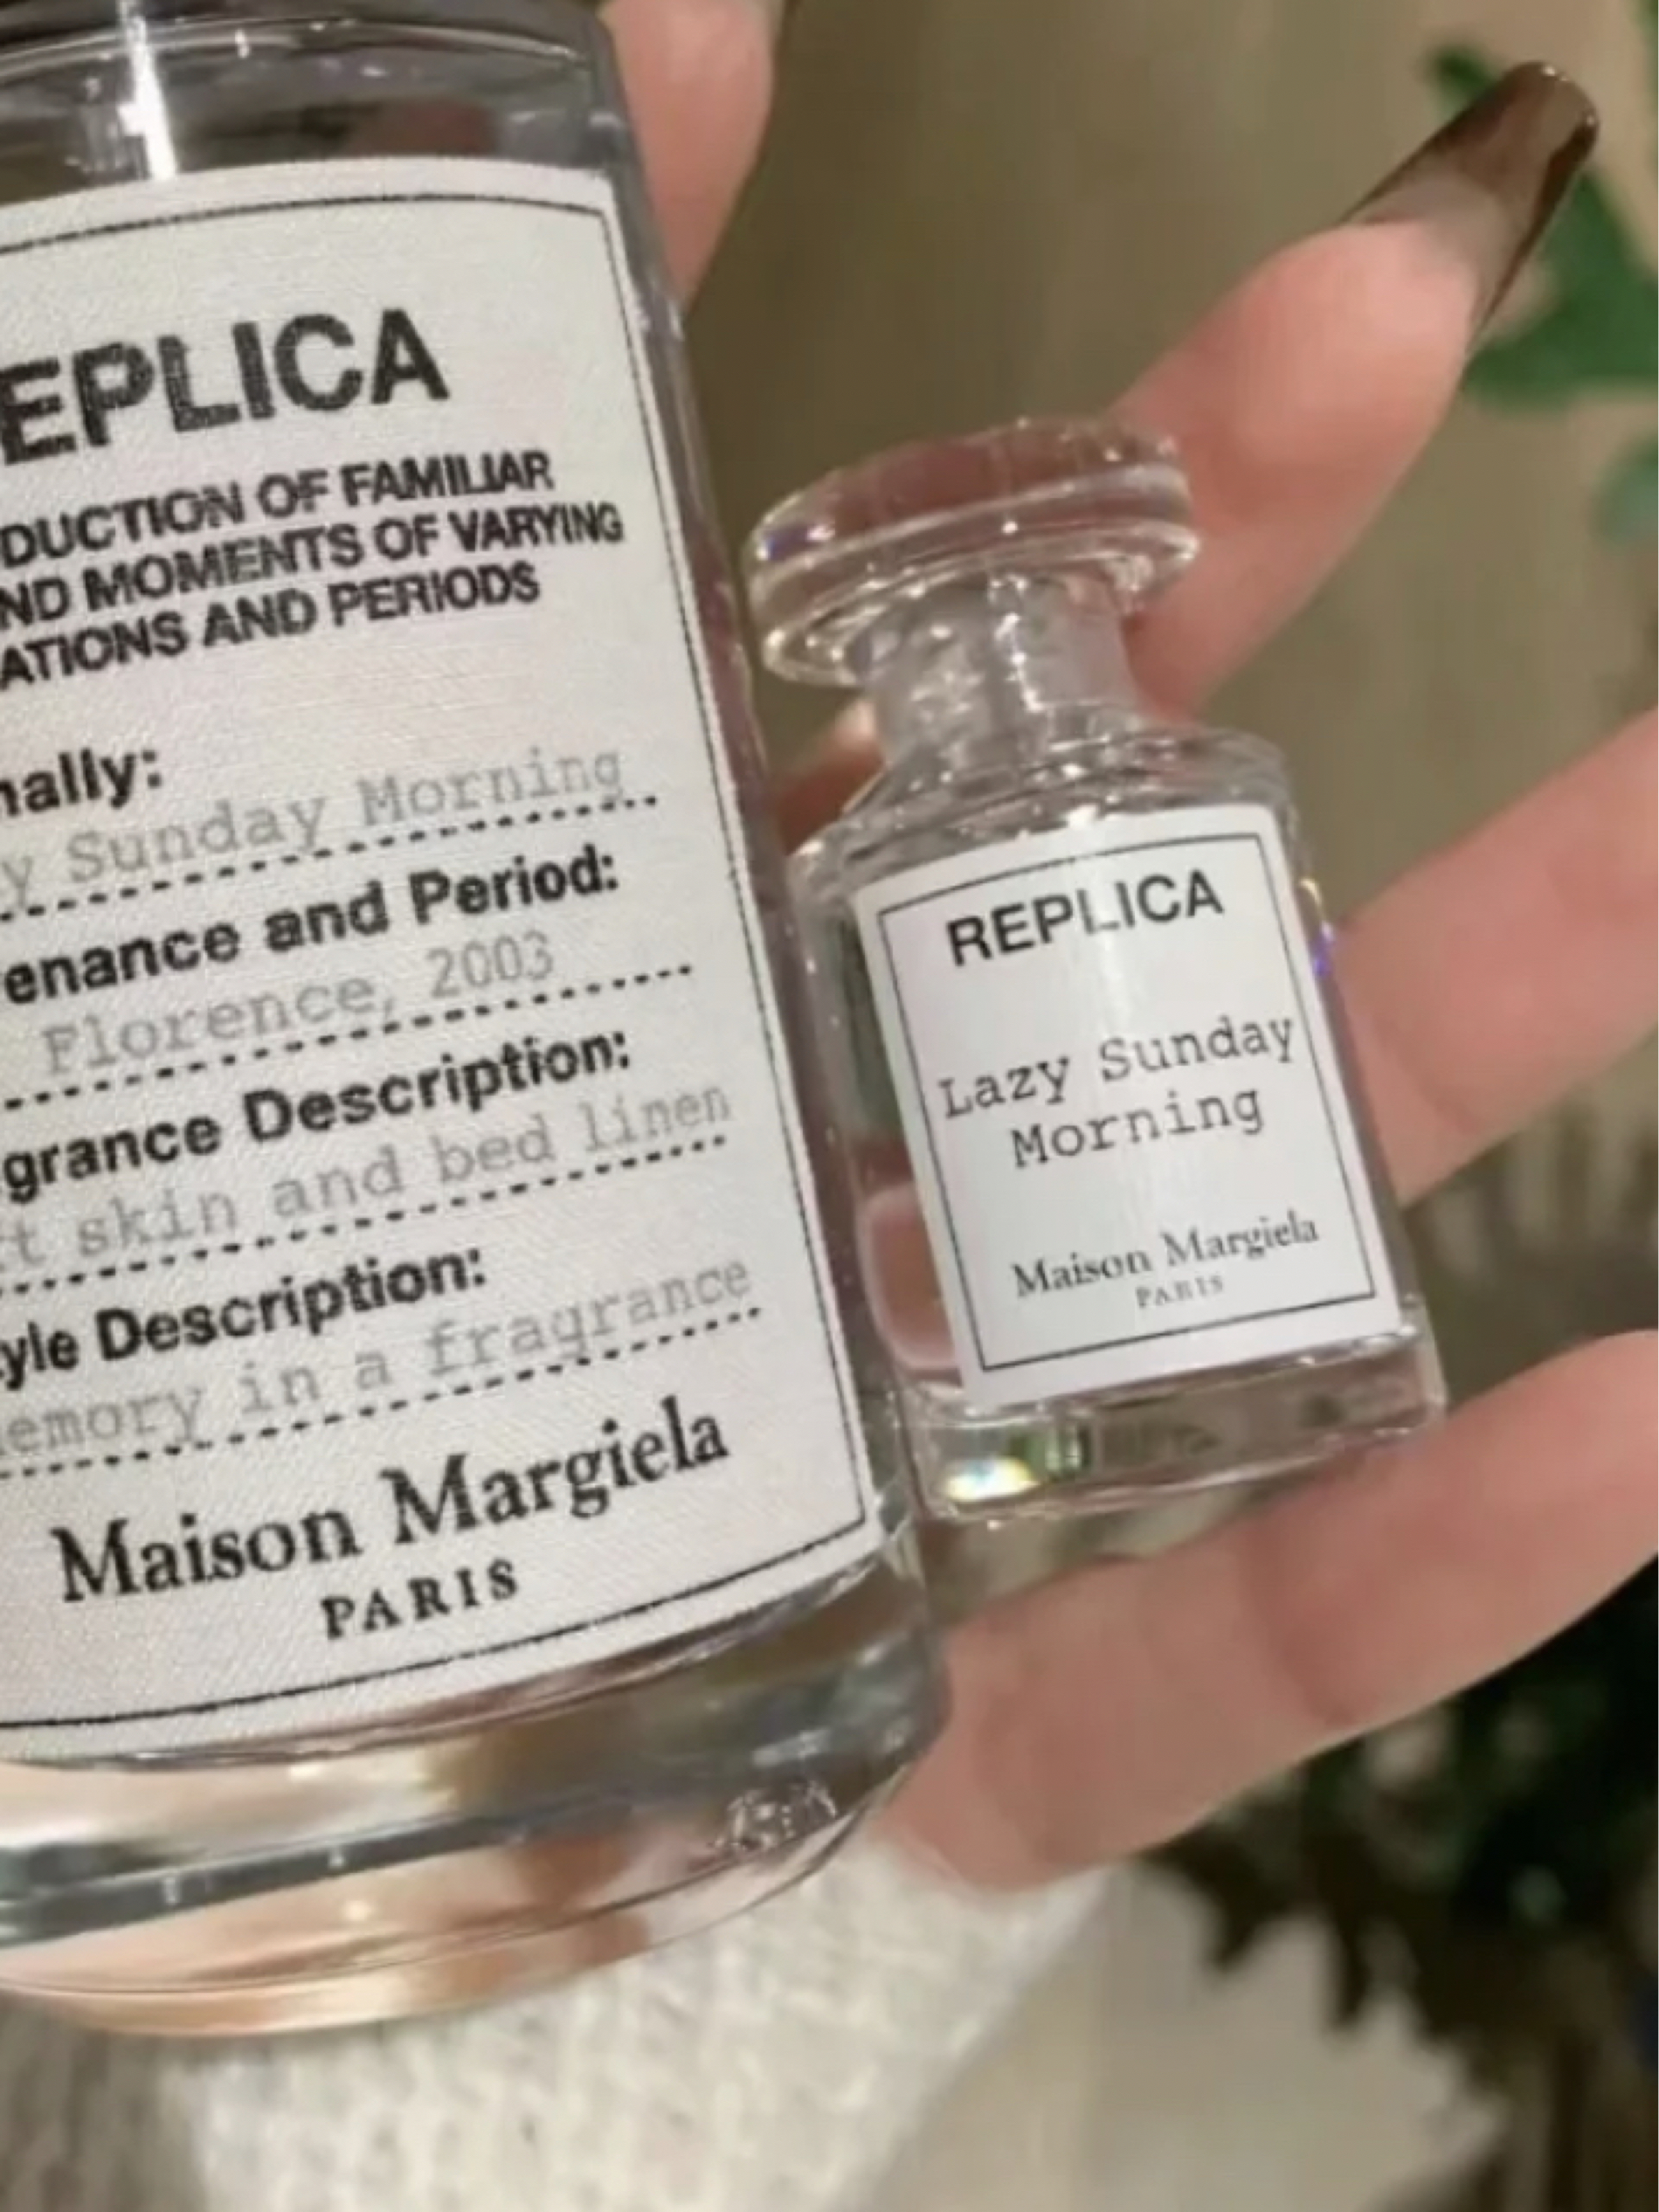 EPLICA
DUCTION OF FAMILIAR
ND MOMENTS OF VARYING
ATIONS AND PERIODS
nally:
y Sunday Morning
enance and Period:
Florence, 2003
grance Description:
ft skin and bed linen
yle Description:
emory in a fragrance
Maison Margiela
PARIS
REPLICA
Lazy Sunday
Morning
Maison Margiela
PARIS